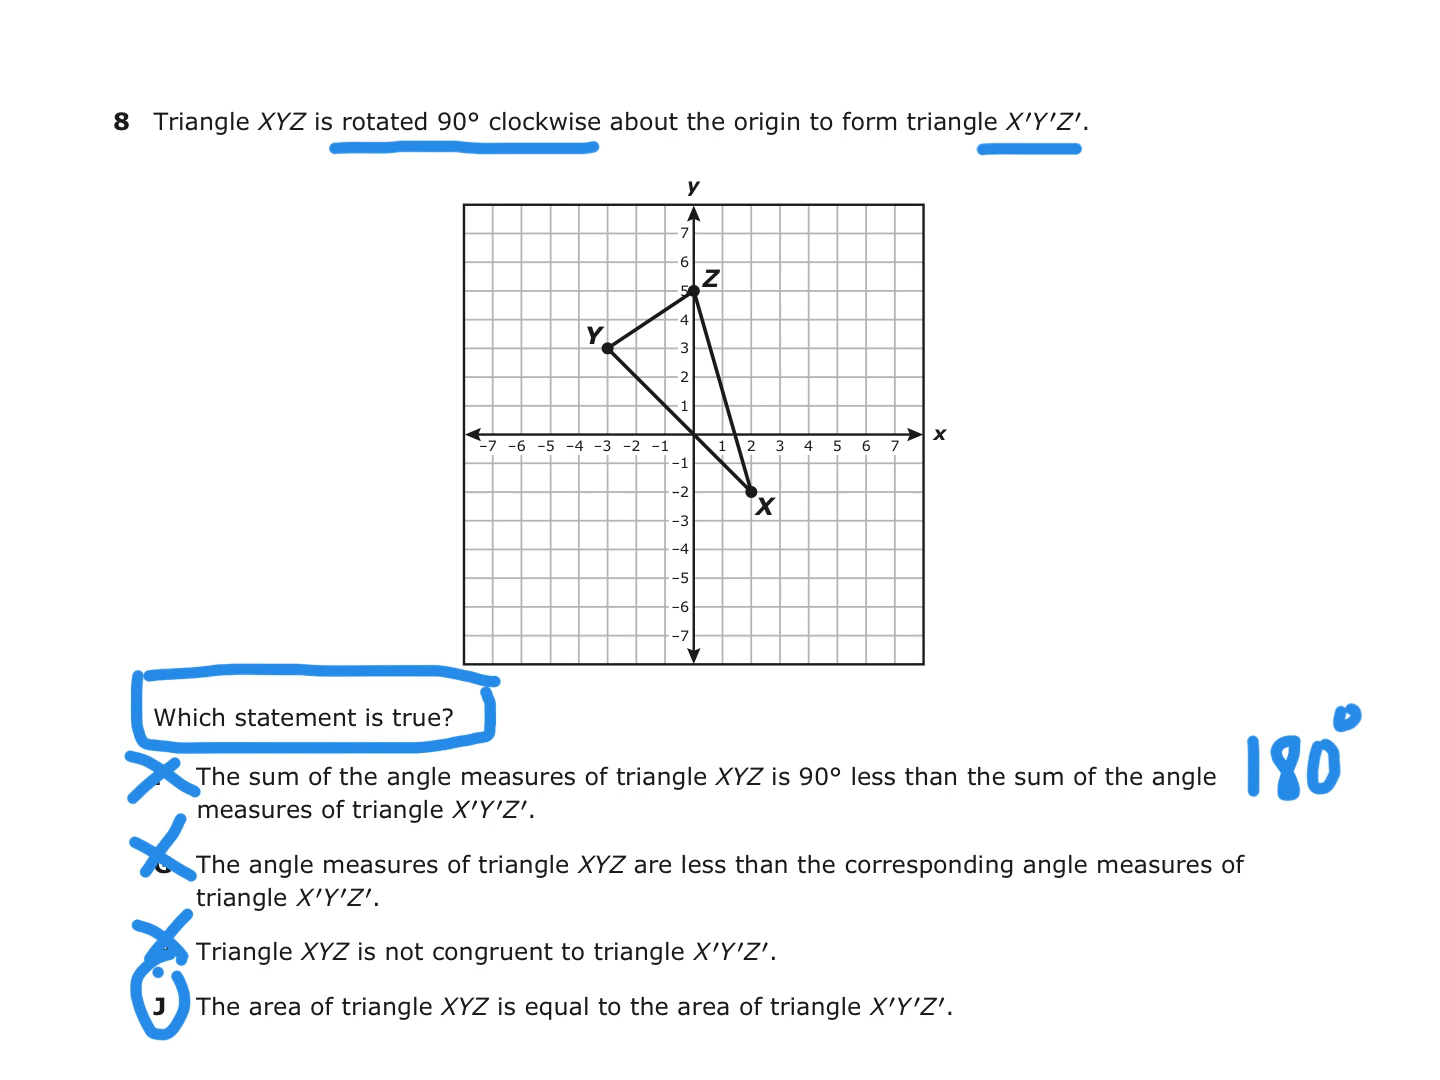 8 Triangle XYZ is rotated 90° clockwise about the origin to form triangle X′Y′Z′.
y
7
6
Z
5
4
Y
3
2
1
x
−7 −6 −5 −4 −3 −2 −1 1 2 3 4 5 6 7
−1
−2
X
−3
−4
−5
−6
−7
Which statement is true?
180°
The sum of the angle measures of triangle XYZ is 90° less than the sum of the angle
measures of triangle X′Y′Z′.
The angle measures of triangle XYZ are less than the corresponding angle measures of
triangle X′Y′Z′.
Triangle XYZ is not congruent to triangle X′Y′Z′.
J The area of triangle XYZ is equal to the area of triangle X′Y′Z′.